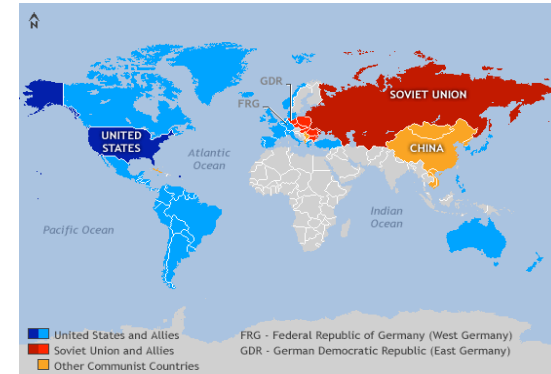 N
GDR
FRG
SOVIET UNION
UNITED
STATES
CHINA
Atlantic
Ocean
Pacific Ocean
Indian
Ocean
United States and Allies
FRG - Federal Republic of Germany (West Germany)
Soviet Union and Allies
GDR - German Democratic Republic (East Germany)
Other Communist Countries